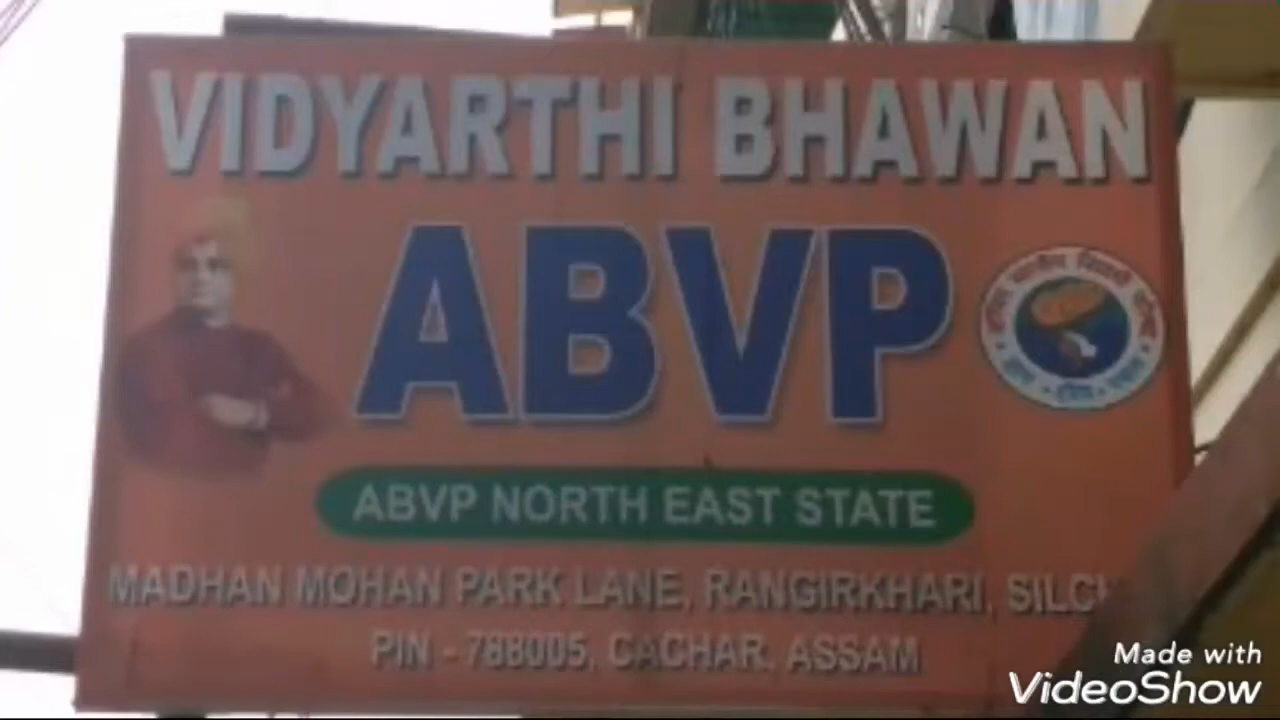 VIDYARTHI BHAWAN
ABVP
ABVP NORTH EAST STATE
MADHAN MOHAN PARK LANE, RANGIRKHARI,
PIN - 788005, CACHAR, ASSAM
Made with
VideoShow